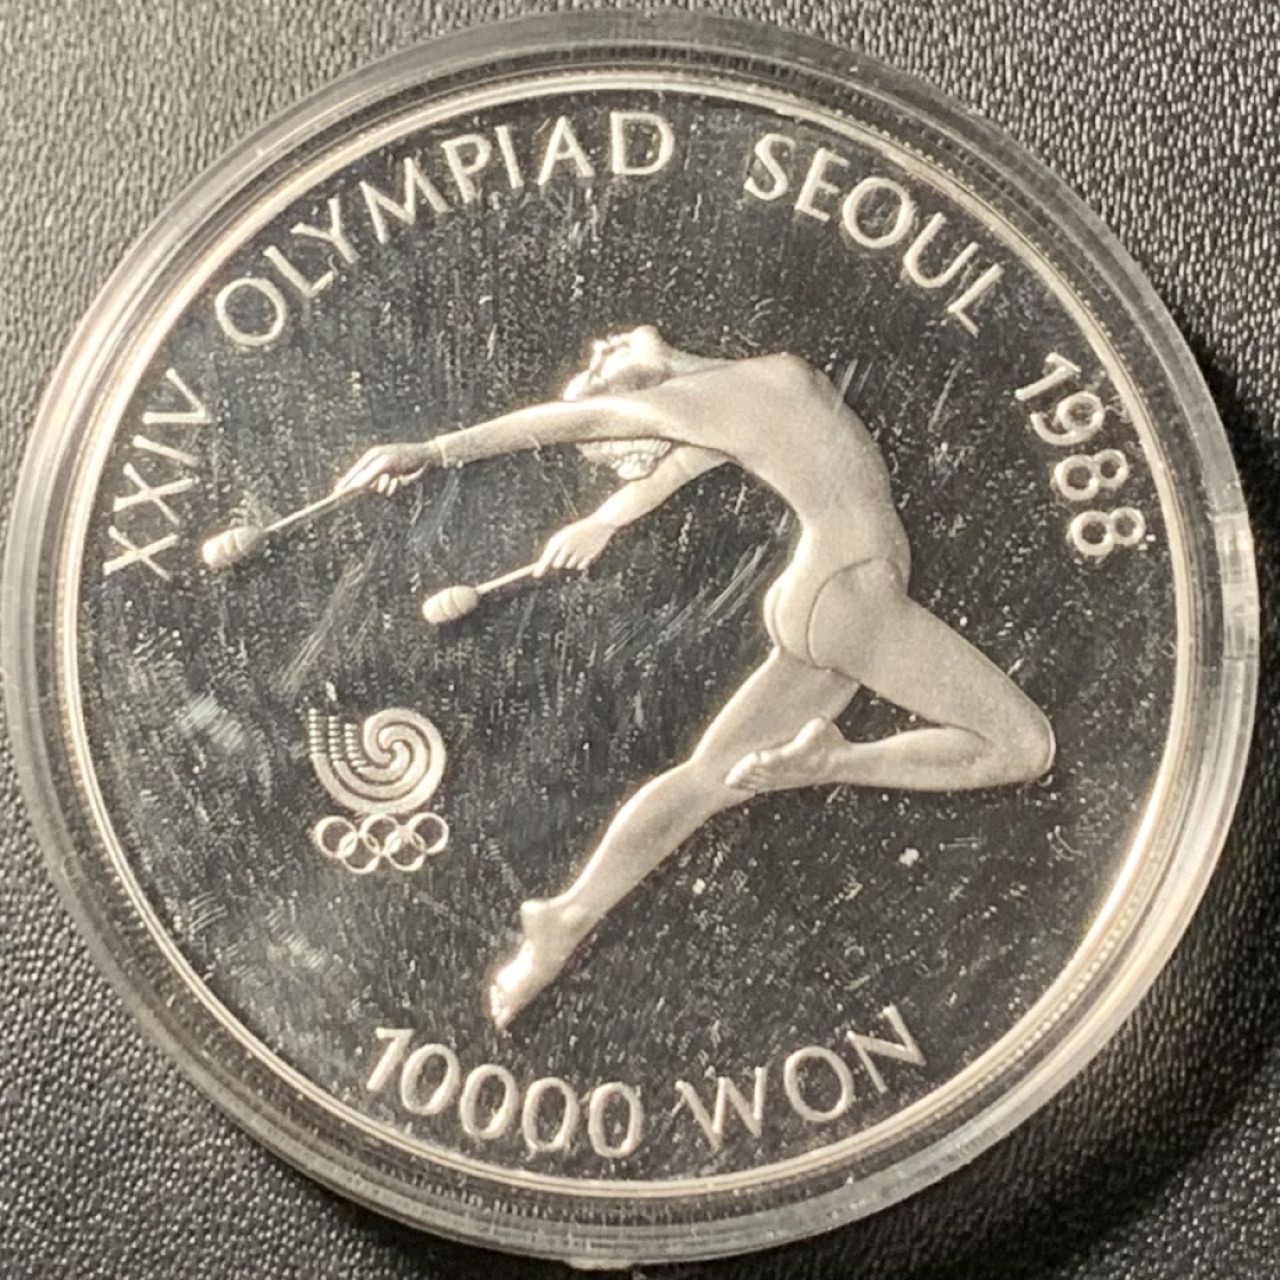 XXIV OLYMPIAD SEOUL 1988
10000 WON